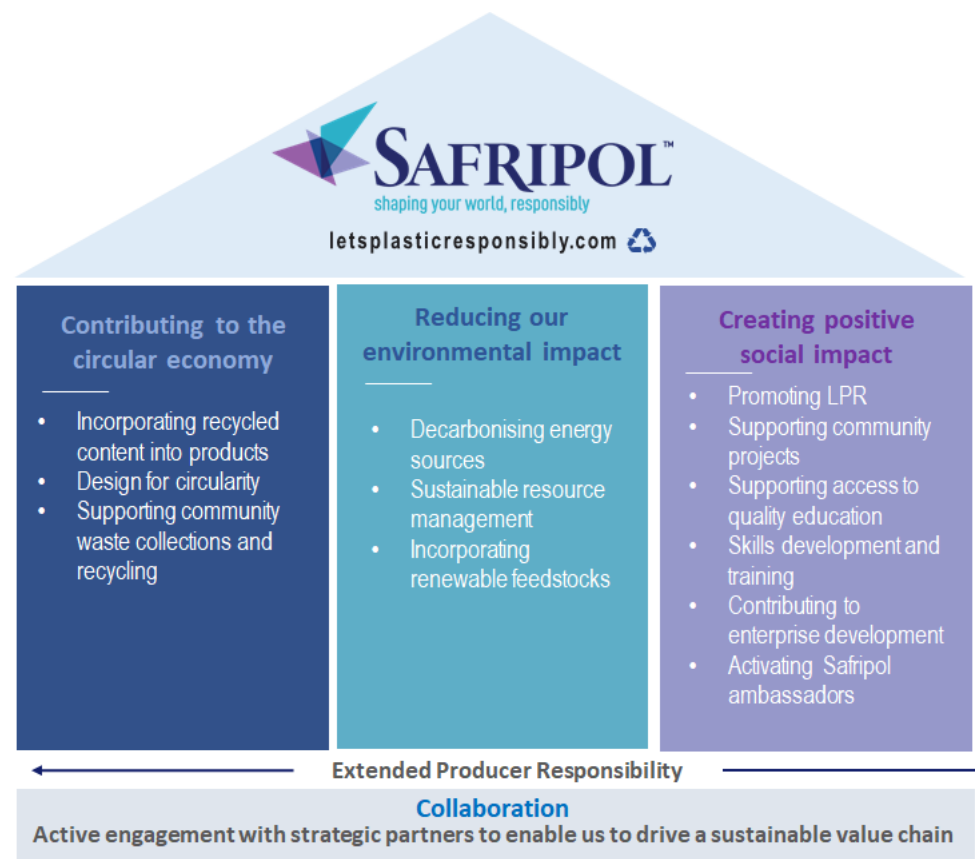 SAFRIPOL™
shaping your world, responsibly
letsplasticresponsibly.com
Contributing to the
circular economy
• Incorporating recycled
content into products
• Design for circularity
• Supporting community
waste collections and
recycling
Reducing our
environmental impact
• Decarbonising energy
sources
• Sustainable resource
management
• Incorporating
renewable feedstocks
Creating positive
social impact
• Promoting LPR
• Supporting community
projects
• Supporting access to
quality education
• Skills development and
training
• Contributing to
enterprise development
• Activating Safripol
ambassadors
Extended Producer Responsibility
Collaboration
Active engagement with strategic partners to enable us to drive a sustainable value chain